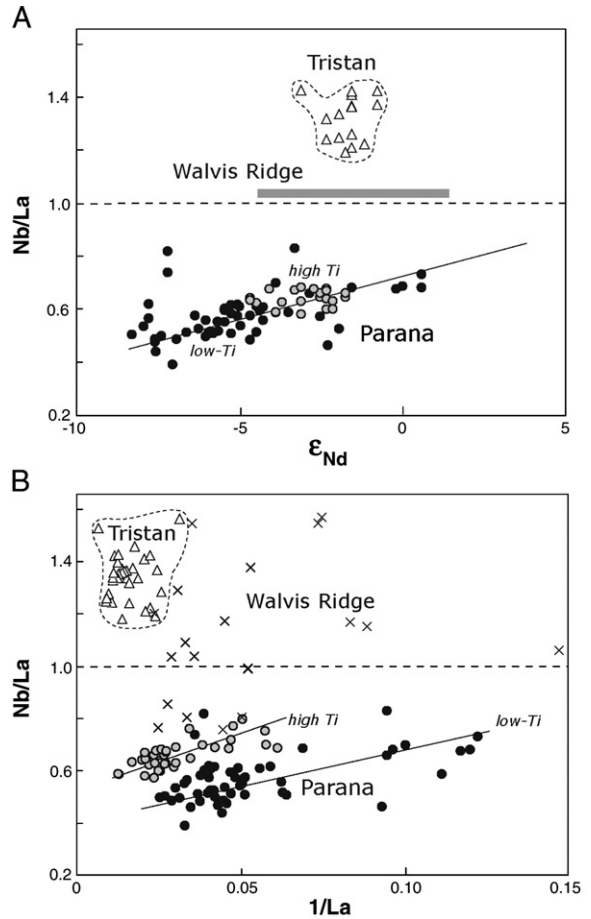 A
Tristan
1.4
Walvis Ridge
1.0
Nb/La
high Ti
0.6
Parana
low-Ti
0.2
-10
-5
0
5
εNd
B
Tristan
1.4
Walvis Ridge
1.0
Nb/La
high Ti
low-Ti
0.6
Parana
0.2
0
0.05
0.10
0.15
1/La